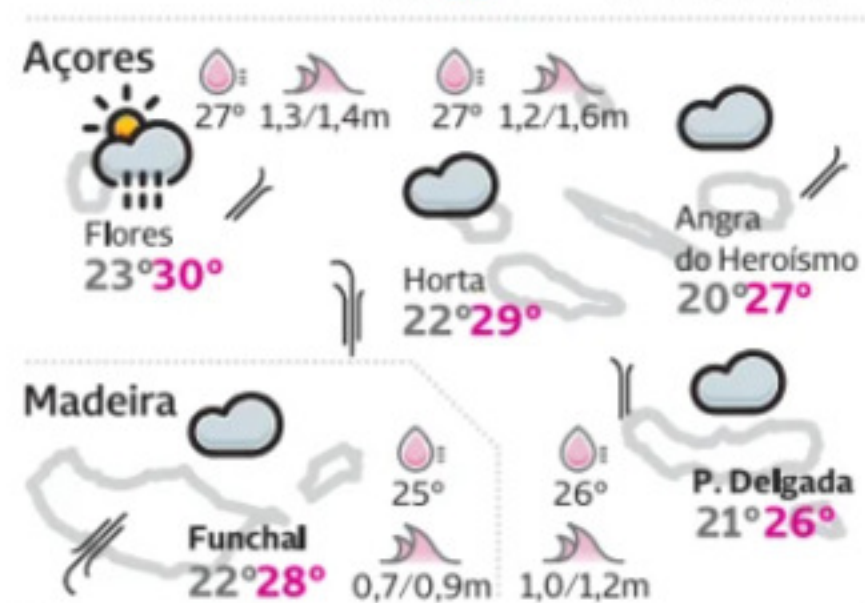 Açores
27° 1,3/1,4m
27° 1,2/1,6m
Flores
23° 30°
Horta
22° 29°
Angra
do Heroísmo
20° 27°
Madeira
Funchal
22° 28°
25°
0,7/0,9m
26°
1,0/1,2m
P. Delgada
21° 26°